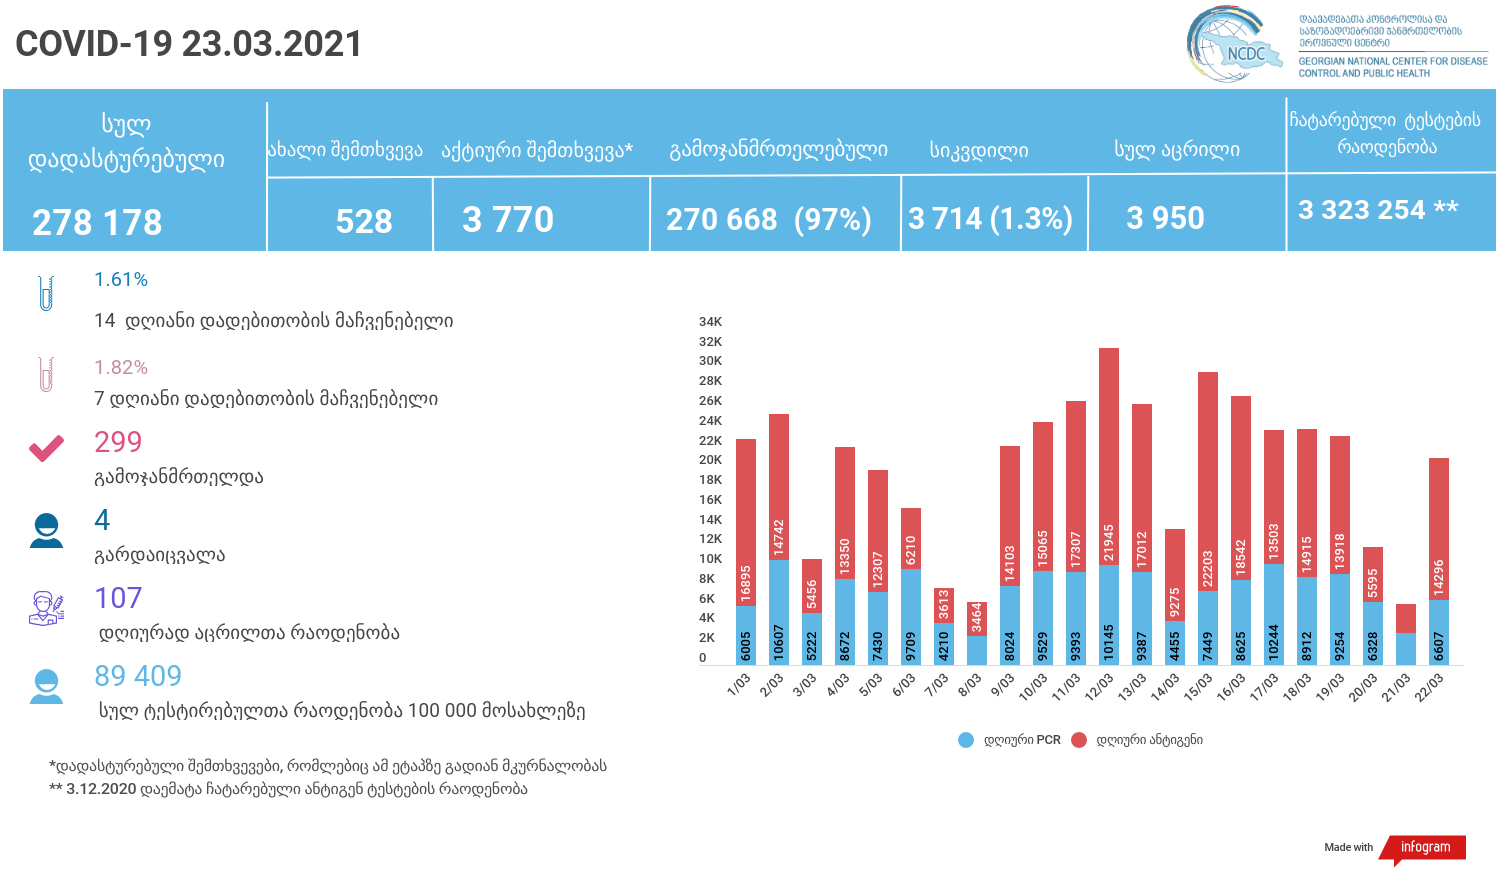 COVID-19 23.03.2021
დაავადებათა კონტროლისა და
საზოგადოებრივი ჯანმრთელობის
ეროვნული ცენტრი
NCDC
GEORGIAN NATIONAL CENTER FOR DISEASE
CONTROL AND PUBLIC HEALTH
სულ
დადასტურებული
278 178
ახალი შემთხვევა
528
აქტიური შემთხვევა*
3 770
გამოჯანმრთელებული
270 668 (97%)
სიკვდილი
3 714 (1.3%)
სულ აცრილი
3 950
ჩატარებული ტესტების
რაოდენობა
3 323 254 **
1.61%
14 დღიანი დადებითობის მაჩვენებელი
1.82%
7 დღიანი დადებითობის მაჩვენებელი
299
გამოჯანმრთელდა
4
გარდაიცვალა
107
დღიურად აცრილთა რაოდენობა
89 409
სულ ტესტირებულთა რაოდენობა 100 000 მოსახლეზე
*დადასტურებული შემთხვევები, რომლებიც ამ ეტაპზე გადიან მკურნალობას
** 3.12.2020 დაემატა ჩატარებული ანტიგენ ტესტების რაოდენობა
34K
32K
30K
28K
26K
24K
22K
20K
18K
16K
14K
12K
10K
8K
6K
4K
2K
0
16895
14742
5456
13350
12307
6210
3613
3464
14103
15065
17307
21945
17012
9275
22203
18542
13503
14915
13918
5595
14296
6005
10607
5222
8672
7430
9709
4210
8024
9529
9393
10145
9387
4455
7449
8625
10244
8912
9254
6328
6607
1/03
2/03
3/03
4/03
5/03
6/03
7/03
8/03
9/03
10/03
11/03
12/03
13/03
14/03
15/03
16/03
17/03
18/03
19/03
20/03
21/03
22/03
დღიური PCR
დღიური ანტიგენი
Made with
infogram